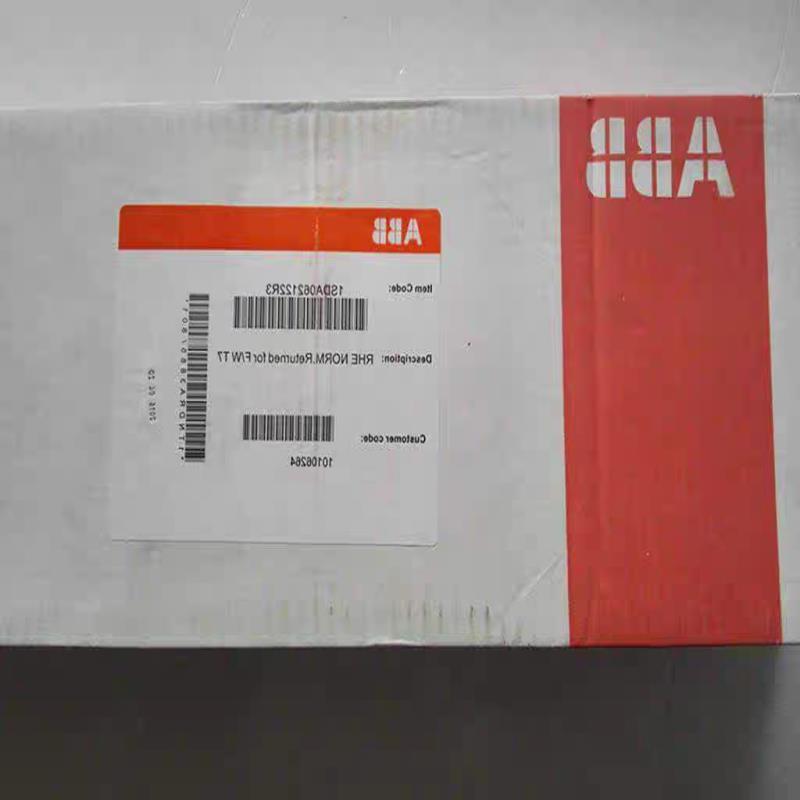 ABB
ABB
Item Code: 1SDA062122R3
Description: RHE NORM.Returned for F/W T7
Customer code:
10106264